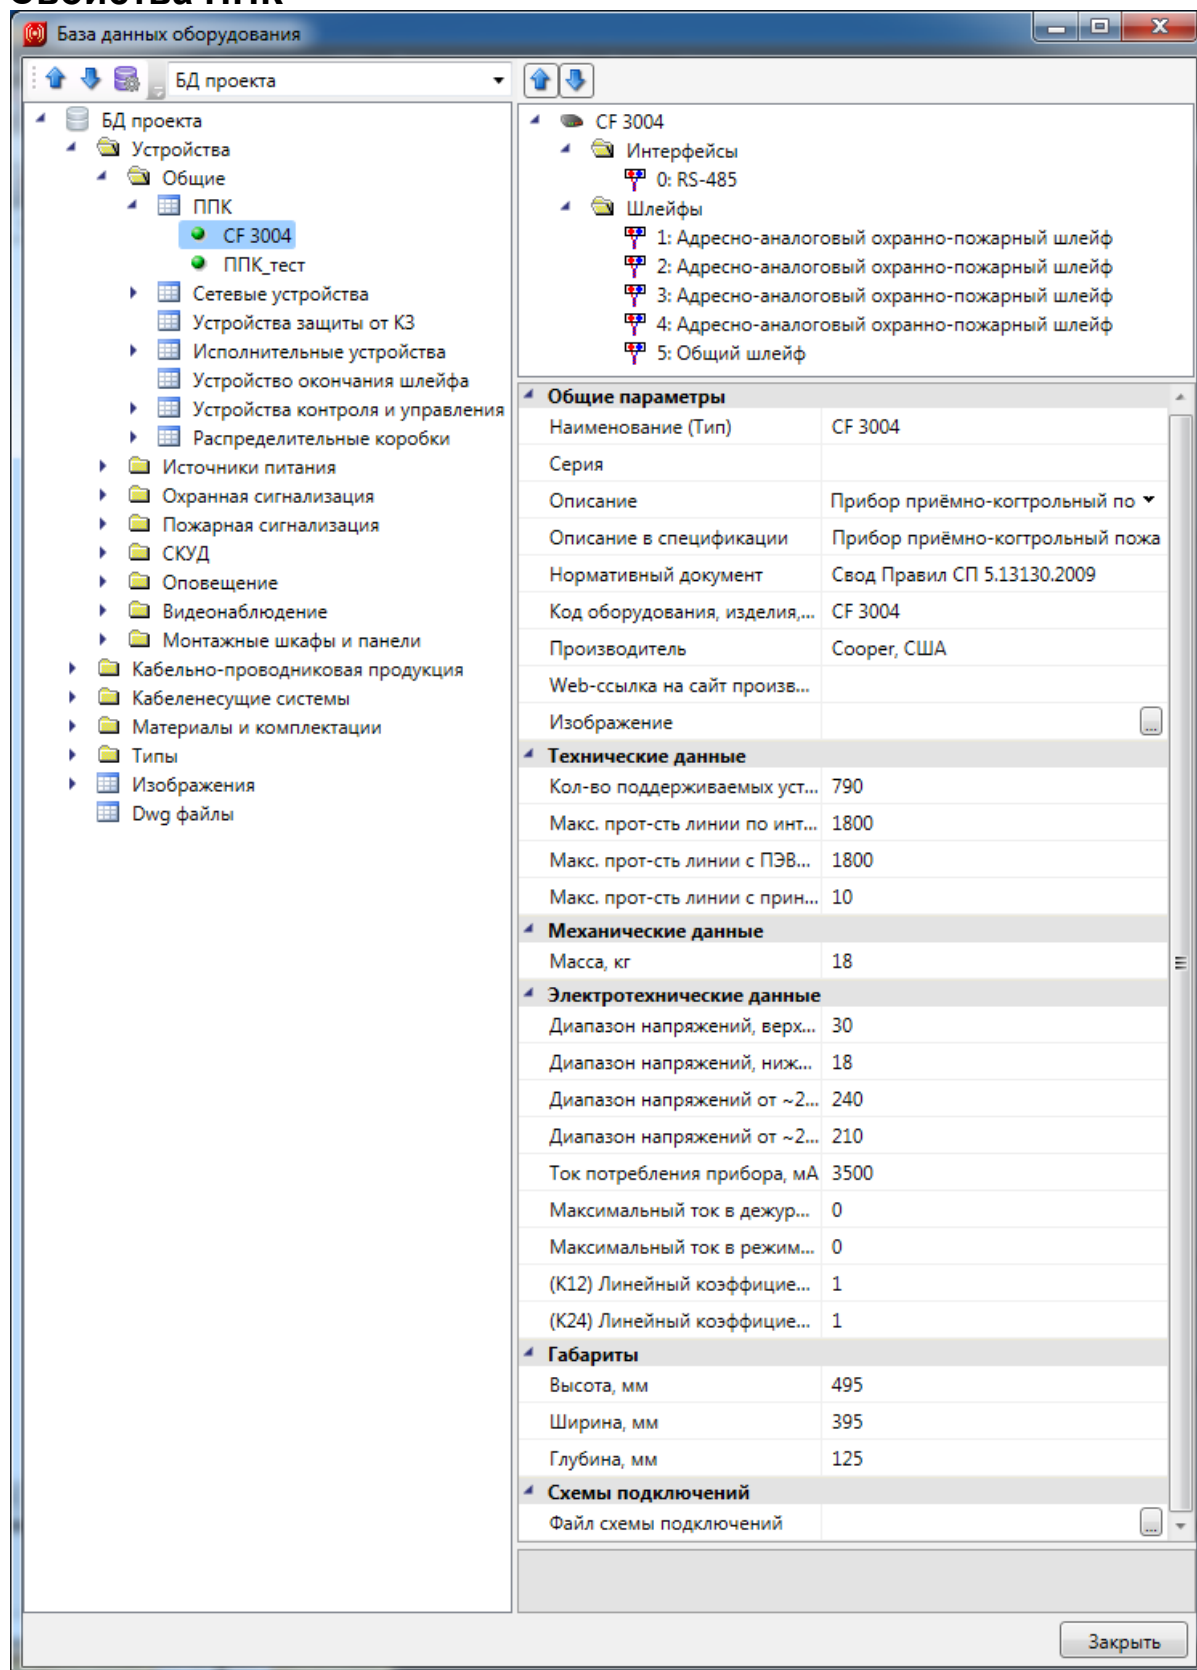 Свойства ППК
База данных оборудования
БД проекта
БД проекта
Устройства
Общие
ППК
CF 3004
ППК_тест
Сетевые устройства
Устройства защиты от КЗ
Исполнительные устройства
Устройство окончания шлейфа
Устройства контроля и управления
Распределительные коробки
Источники питания
Охранная сигнализация
Пожарная сигнализация
СКУД
Оповещение
Видеонаблюдение
Монтажные шкафы и панели
Кабельно-проводниковая продукция
Кабеленесущие системы
Материалы и комплектации
Типы
Изображения
Dwg файлы
CF 3004
Интерфейсы
0: RS-485
Шлейфы
1: Адресно-аналоговый охранно-пожарный шлейф
2: Адресно-аналоговый охранно-пожарный шлейф
3: Адресно-аналоговый охранно-пожарный шлейф
4: Адресно-аналоговый охранно-пожарный шлейф
5: Общий шлейф
Общие параметры
Наименование (Тип) CF 3004
Серия
Описание Прибор приёмно-когтрольный по
Описание в спецификации Прибор приёмно-когтрольный пожа
Нормативный документ Свод Правил СП 5.13130.2009
Код оборудования, изделия,... CF 3004
Производитель Cooper, США
Web-ссылка на сайт произв...
Изображение ...
Технические данные
Кол-во поддерживаемых уст... 790
Макс. прот-сть линии по инт... 1800
Макс. прот-сть линии с ПЭВ... 1800
Макс. прот-сть линии с прин... 10
Механические данные
Масса, кг 18
Электротехнические данные
Диапазон напряжений, верх... 30
Диапазон напряжений, ниж... 18
Диапазон напряжений от ~2... 240
Диапазон напряжений от ~2... 210
Ток потребления прибора, мА 3500
Максимальный ток в дежур... 0
Максимальный ток в режим... 0
(К12) Линейный коэффицие... 1
(К24) Линейный коэффицие... 1
Габариты
Высота, мм 495
Ширина, мм 395
Глубина, мм 125
Схемы подключений
Файл схемы подключений ...
Закрыть